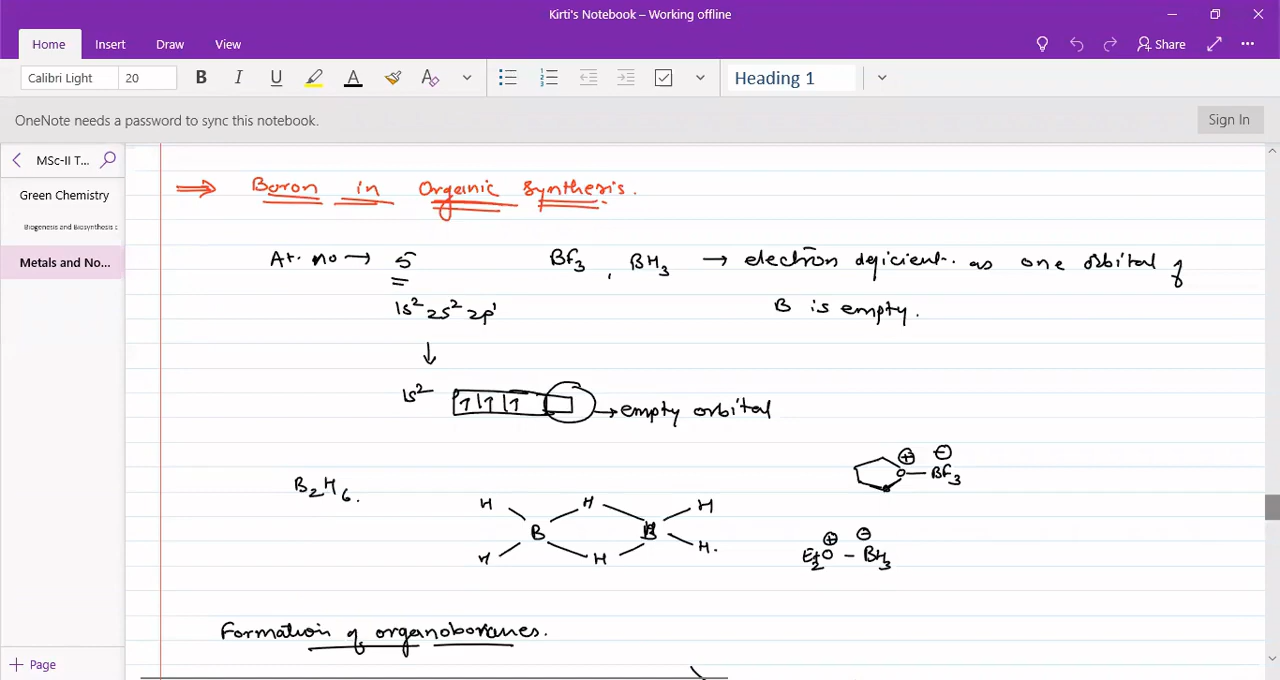 Kirti's Notebook – Working offline
Home Insert Draw View Share
Calibri Light 20 B I U A A Heading 1
OneNote needs a password to sync this notebook. Sign In
MSc-II T...
Green Chemistry
Biogenesis and Biosynthesis
Metals and No...
+ Page
⇒ Boron in Organic Synthesis.
At. no → 5 BF₃, BH₃ → electron deficient. as one orbital of
B is empty.
1s² 2s² 2p¹
↓
1s² ↑ ↑ ↑ → empty orbital
⊕ ⊖
O – BF₃
B₂H₆.
H H H
B B
H H H.
⊕ ⊖
Et₂O – BH₃
Formation of organoboranes.